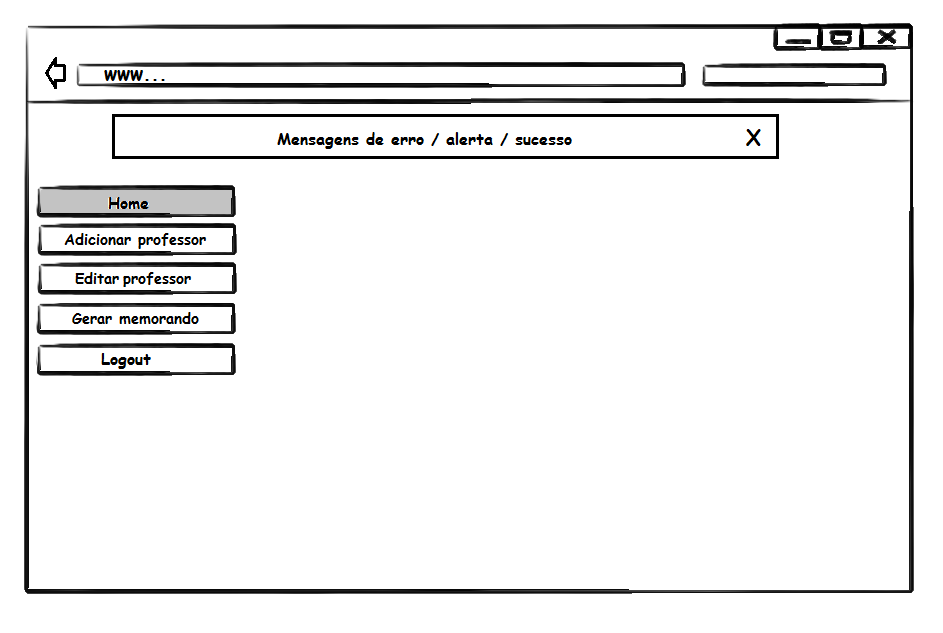 www...
Mensagens de erro / alerta / sucesso X
Home
Adicionar professor
Editar professor
Gerar memorando
Logout